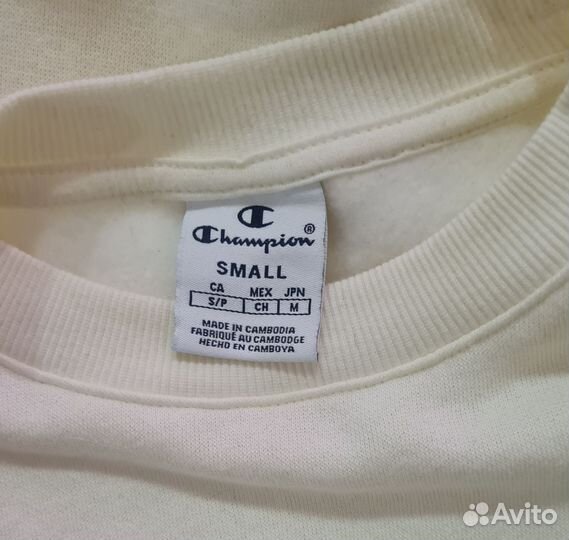 Champion®
SMALL
CA MEX JPN
S/P CH M
MADE IN CAMBODIA
FABRIQUÉ AU CAMBODGE
HECHO EN CAMBOYA
Avito